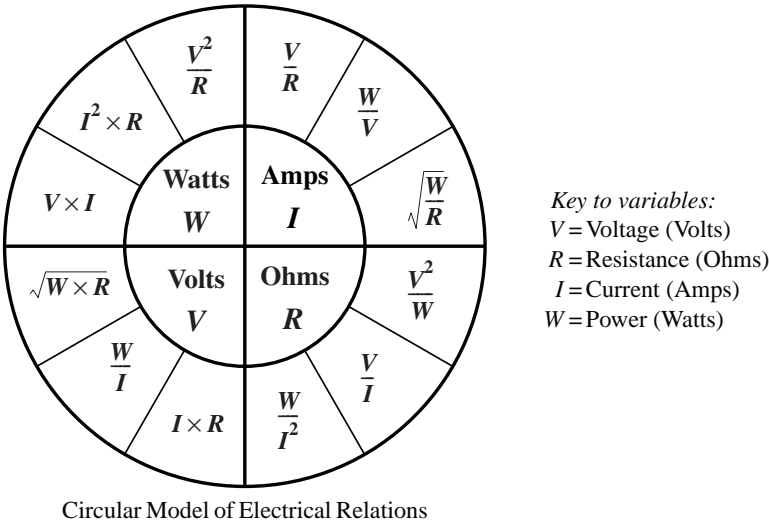 V²/R
V/R
I² × R
W/V
Watts
W
Amps
I
V × I
√(W/R)
√(W × R)
Volts
V
Ohms
R
V²/W
W/I
V/I
I × R
W/I²
Key to variables:
V = Voltage (Volts)
R = Resistance (Ohms)
I = Current (Amps)
W = Power (Watts)
Circular Model of Electrical Relations